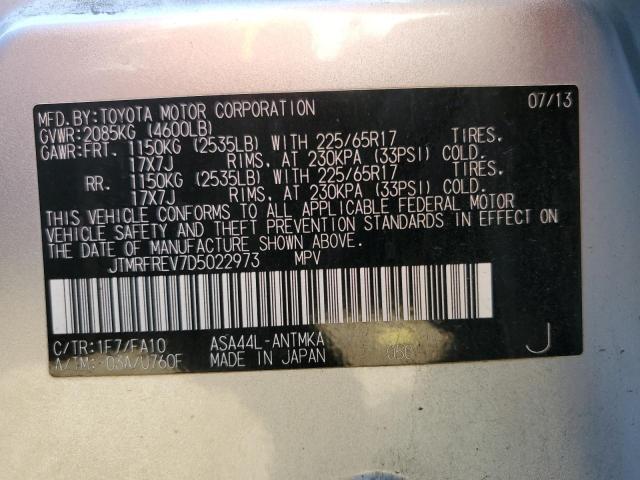 MFD. BY: TOYOTA MOTOR CORPORATION 07/13
GVWR: 2085KG (4600LB)
GAWR: FRT. 1150KG (2535LB) WITH 225/65R17 TIRES,
17X7J RIMS, AT 230KPA (33PSI) COLD.
RR. 1150KG (2535LB) WITH 225/65R17 TIRES,
17X7J RIMS, AT 230KPA (33PSI) COLD.
THIS VEHICLE CONFORMS TO ALL APPLICABLE FEDERAL MOTOR
VEHICLE SAFETY AND THEFT PREVENTION STANDARDS IN EFFECT ON
THE DATE OF MANUFACTURE SHOWN ABOVE.
JTMRFREV7D5022973 MPV
C/TR: 1F7/FA10 ASA44L-ANTMKA J
A/TM: -03A/U760F MADE IN JAPAN